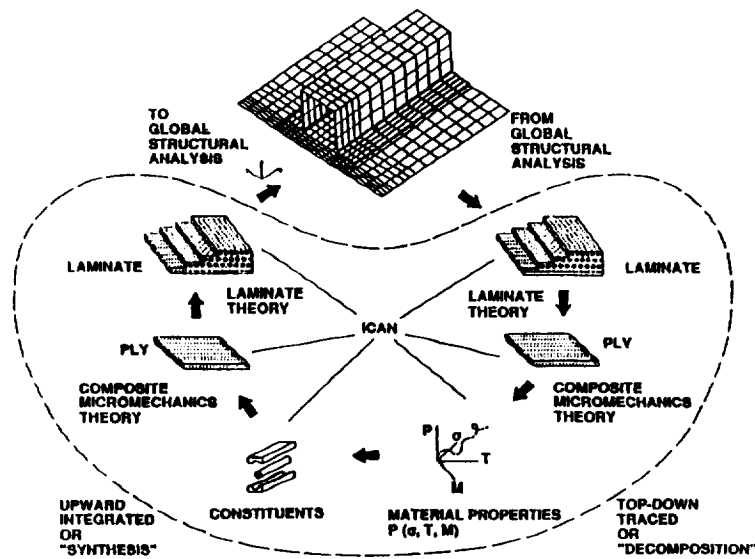 TO
GLOBAL
STRUCTURAL
ANALYSIS
FROM
GLOBAL
STRUCTURAL
ANALYSIS
LAMINATE
LAMINATE
THEORY
LAMINATE
LAMINATE
THEORY
ICAN
PLY
PLY
COMPOSITE
MICROMECHANICS
THEORY
COMPOSITE
MICROMECHANICS
THEORY
P
σ
T
M
CONSTITUENTS
MATERIAL PROPERTIES
P (σ, T, M)
UPWARD
INTEGRATED
OR
"SYNTHESIS"
TOP-DOWN
TRACED
OR
"DECOMPOSITION"